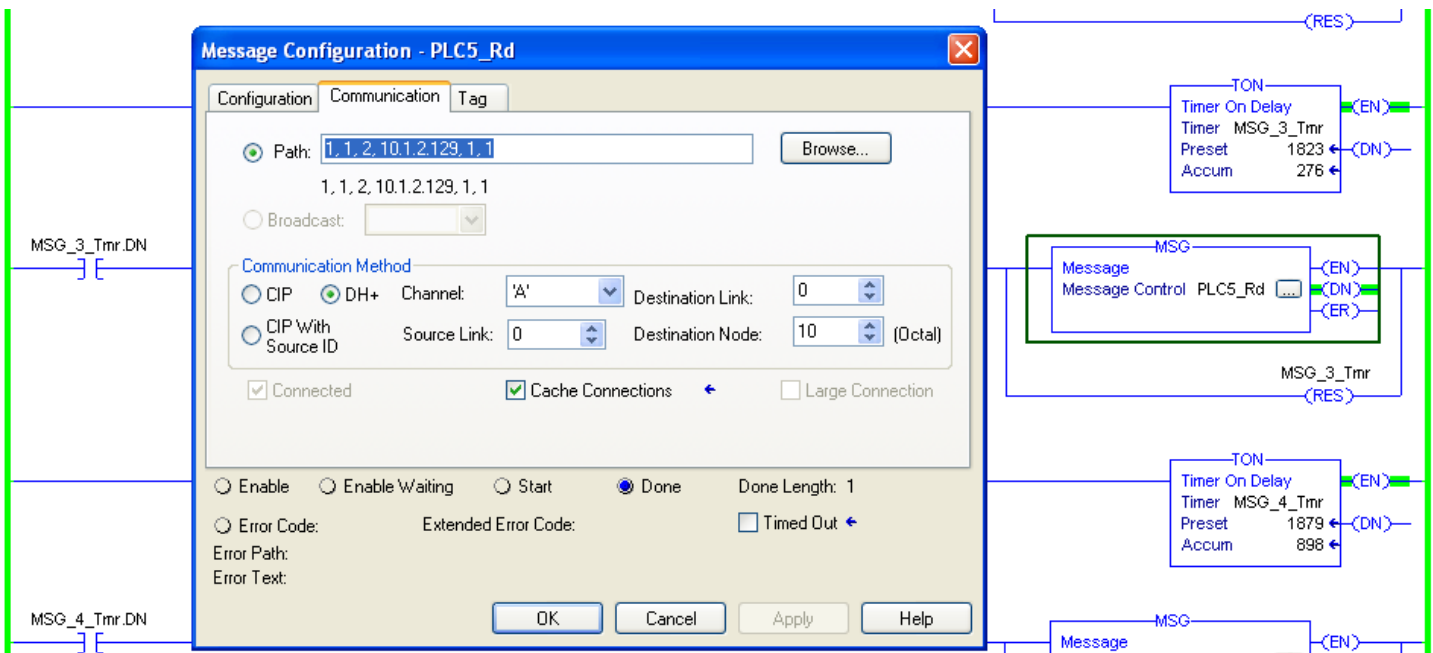 (RES)
Message Configuration - PLC5_Rd
Configuration Communication Tag
Path: 1, 1, 2, 10.1.2.129, 1, 1 Browse...
1, 1, 2, 10.1.2.129, 1, 1
Broadcast:
Communication Method
CIP DH+ Channel: 'A' Destination Link: 0
CIP With
Source ID Source Link: 0 Destination Node: 10 (Octal)
Connected Cache Connections Large Connection
Enable Enable Waiting Start Done Done Length: 1
Error Code: Extended Error Code: Timed Out
Error Path:
Error Text:
OK Cancel Apply Help
MSG_3_Tmr.DN
MSG_4_Tmr.DN
TON
Timer On Delay (EN)
Timer MSG_3_Tmr
Preset 1823 (DN)
Accum 276
MSG
Message (EN)
Message Control PLC5_Rd ... (DN)
(ER)
MSG_3_Tmr
(RES)
TON
Timer On Delay (EN)
Timer MSG_4_Tmr
Preset 1879 (DN)
Accum 898
MSG
Message (EN)